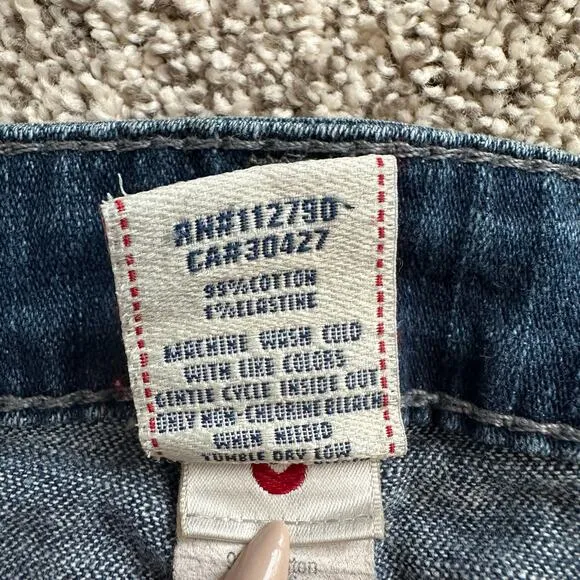 RN#112790
CA#30427
99%COTTON
1%ELASTINE
MACHINE WASH COLD
WITH LIKE COLORS
GENTLE CYCLE INSIDE OUT
ONLY NON-CHLORINE BLEACH
WHEN NEEDED
TUMBLE DRY LOW